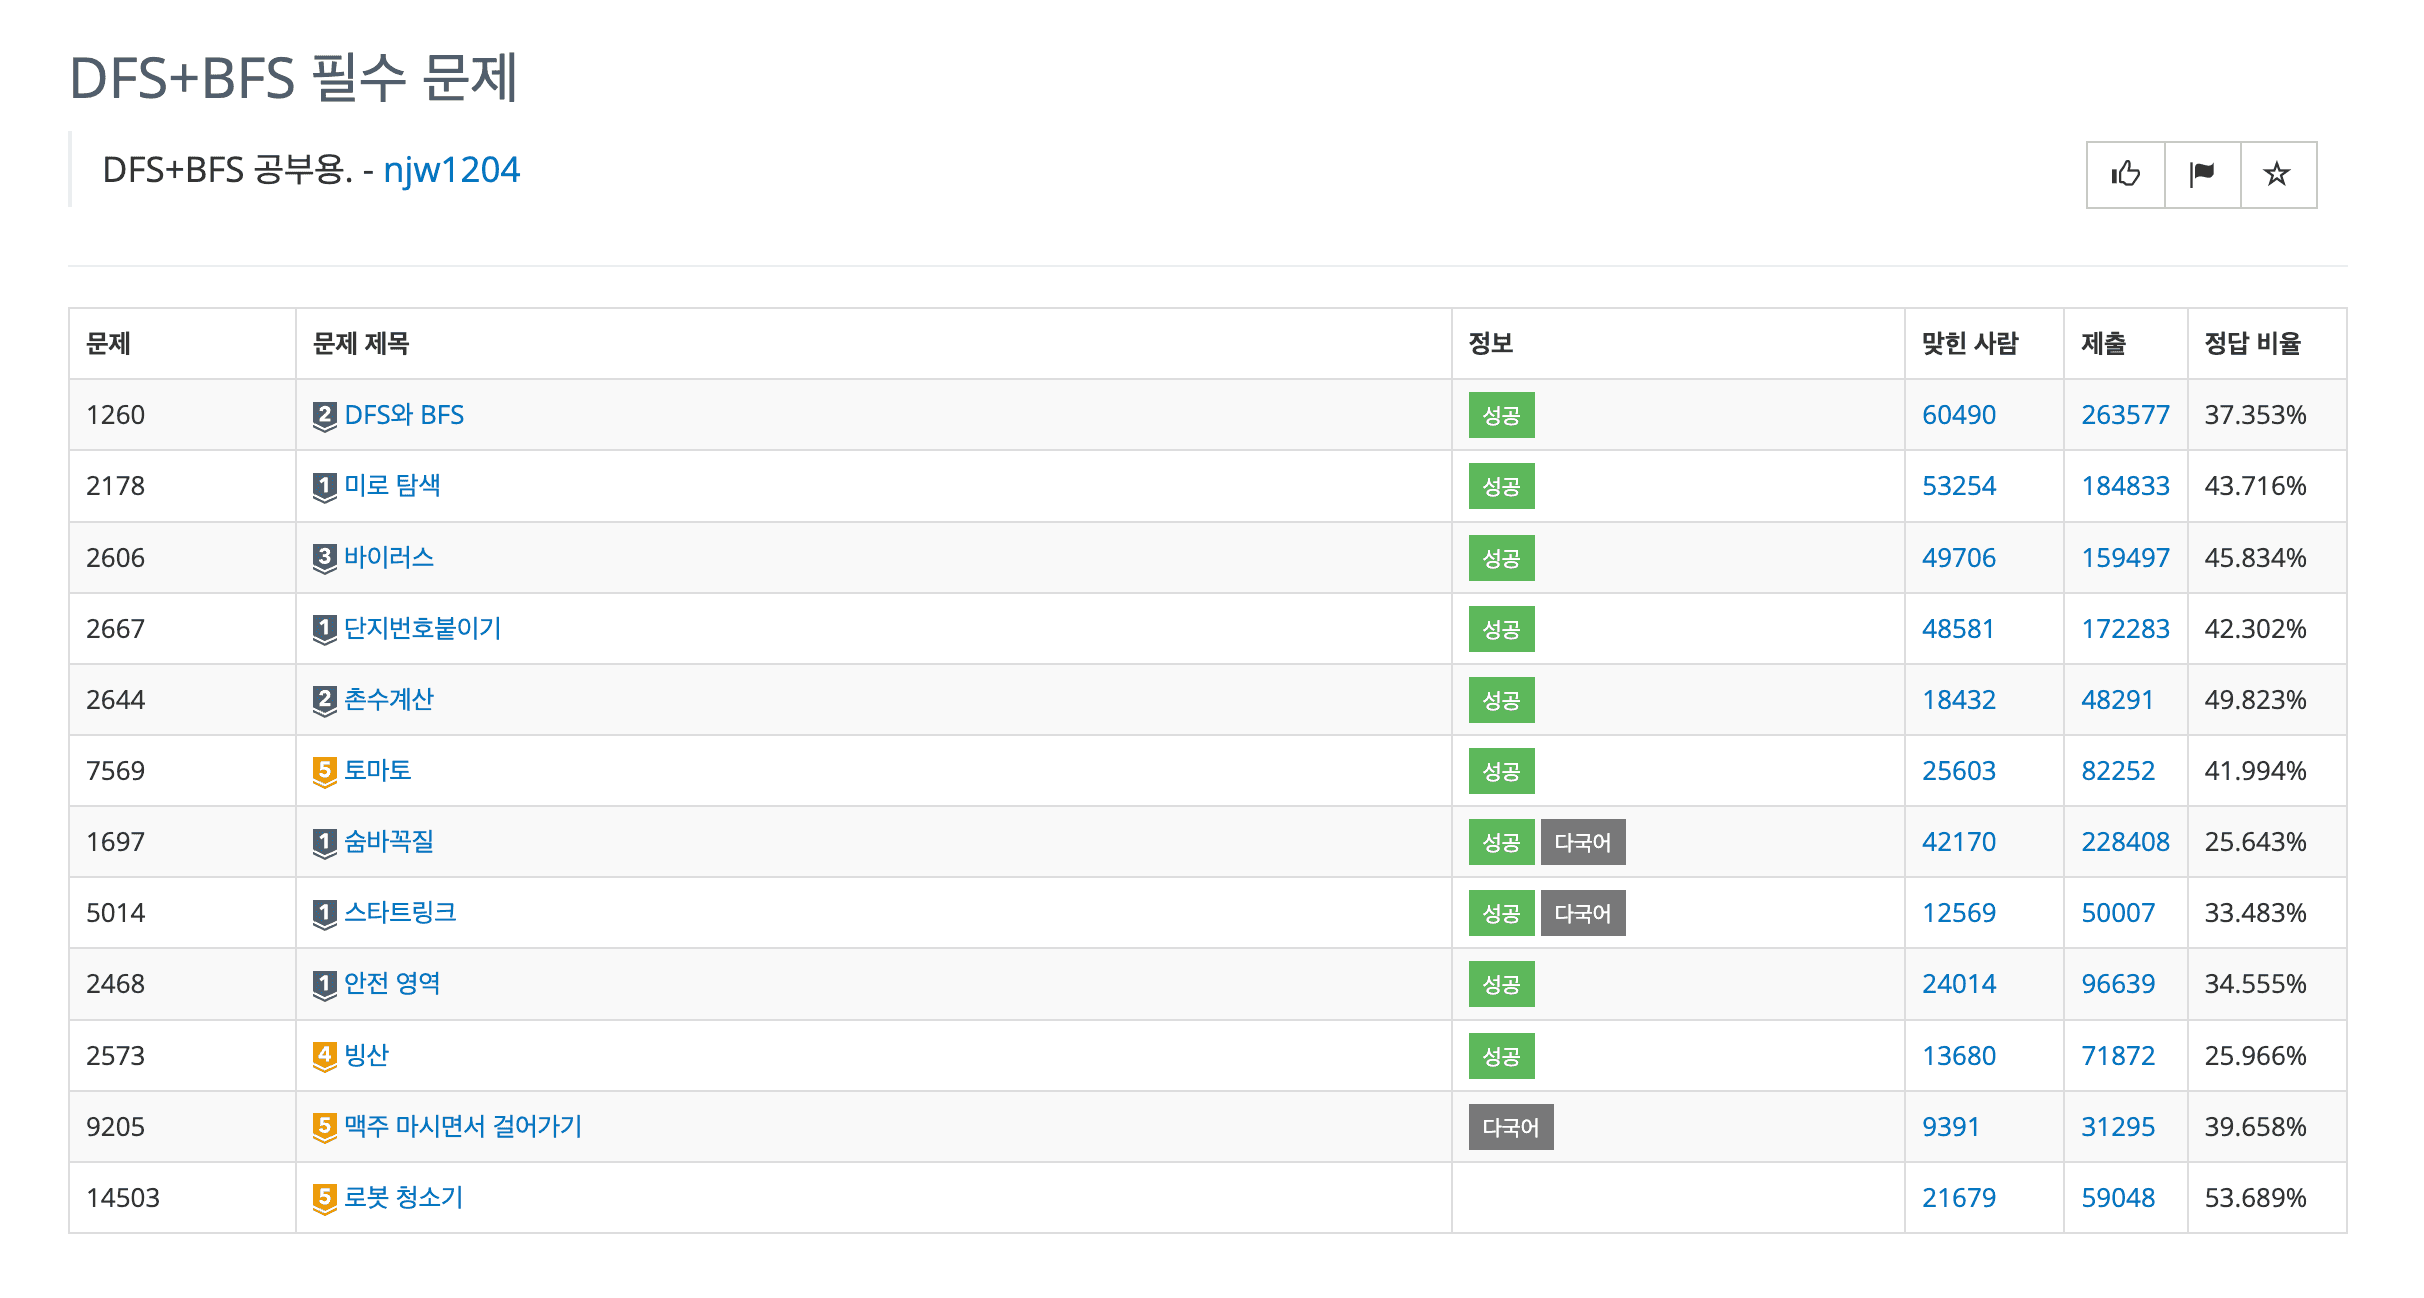 DFS+BFS 필수 문제
DFS+BFS 공부용. - njw1204
문제 문제 제목 정보 맞힌 사람 제출 정답 비율
1260 2 DFS와 BFS 성공 60490 263577 37.353%
2178 1 미로 탐색 성공 53254 184833 43.716%
2606 3 바이러스 성공 49706 159497 45.834%
2667 1 단지번호붙이기 성공 48581 172283 42.302%
2644 2 촌수계산 성공 18432 48291 49.823%
7569 5 토마토 성공 25603 82252 41.994%
1697 1 숨바꼭질 성공 다국어 42170 228408 25.643%
5014 1 스타트링크 성공 다국어 12569 50007 33.483%
2468 1 안전 영역 성공 24014 96639 34.555%
2573 4 빙산 성공 13680 71872 25.966%
9205 5 맥주 마시면서 걸어가기 다국어 9391 31295 39.658%
14503 5 로봇 청소기 21679 59048 53.689%